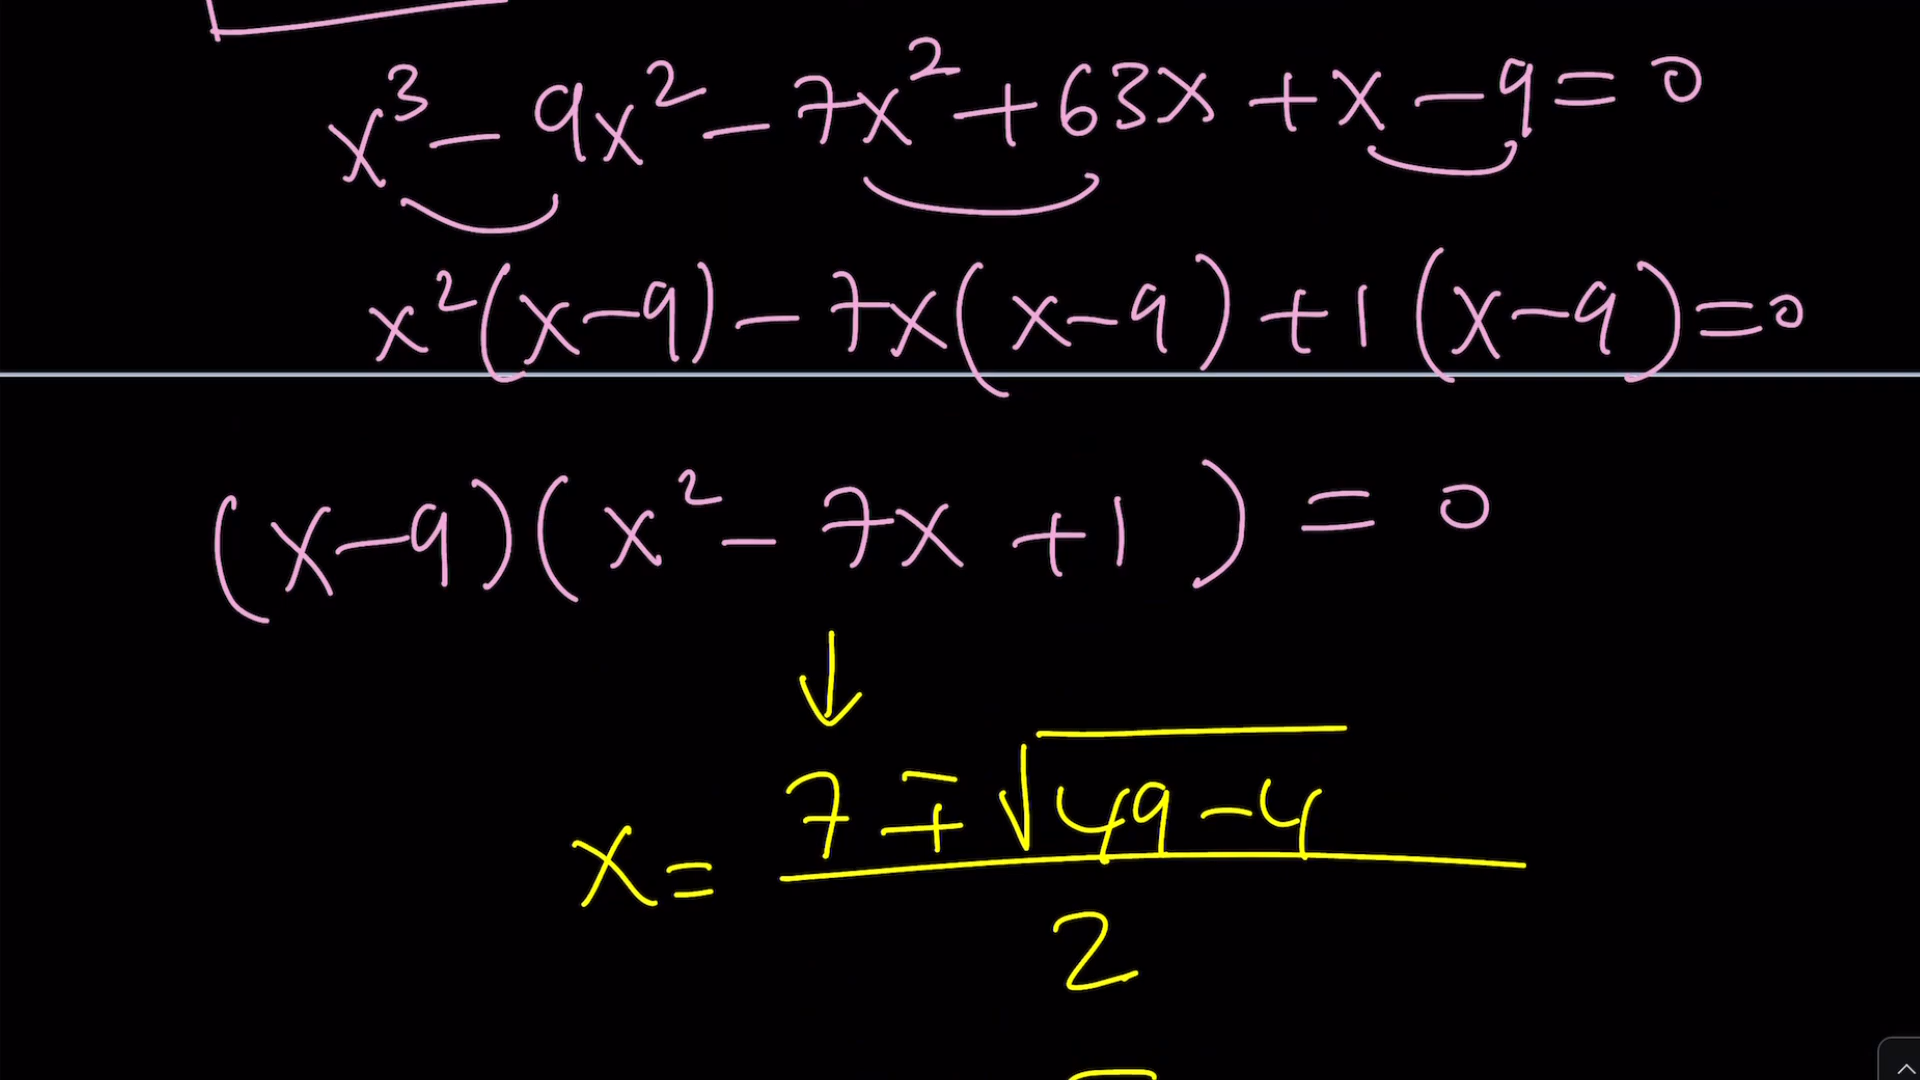 x³ - 9x² - 7x² + 63x + x - 9 = 0
x²(x-9) - 7x(x-9) + 1(x-9) = 0
(x-9)(x² - 7x + 1) = 0
↓
x = (7 ∓ √(49-4))/2